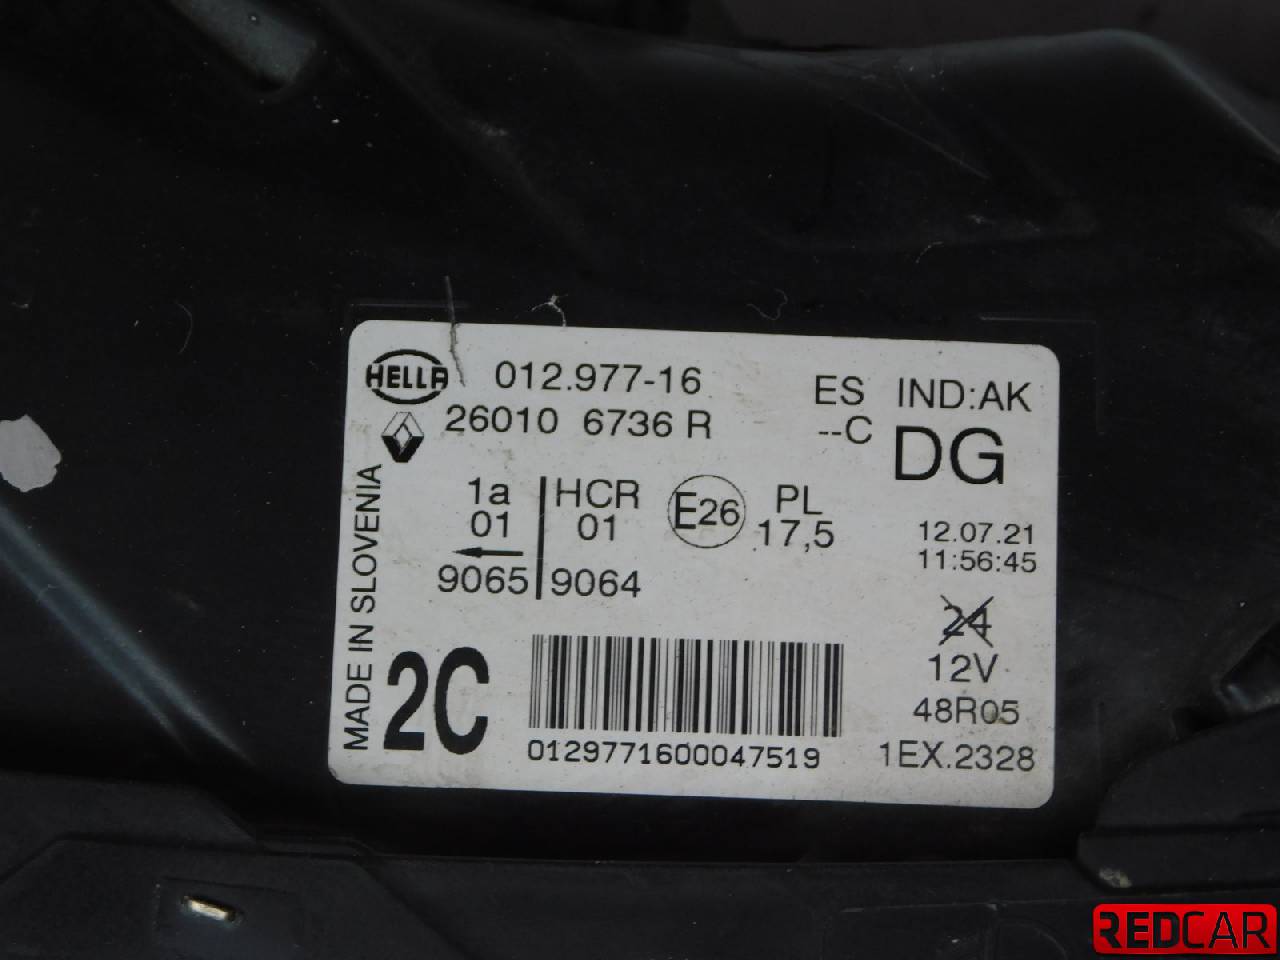 HELLA 012.977-16
26010 6736 R
ES IND:AK
--C DG
1a HCR E26 PL
01 01 17,5
9065 9064
12.07.21
11:56:45
24
12V
48R05
1EX.2328
MADE IN SLOVENIA
2C
0129771600047519
REDCAR